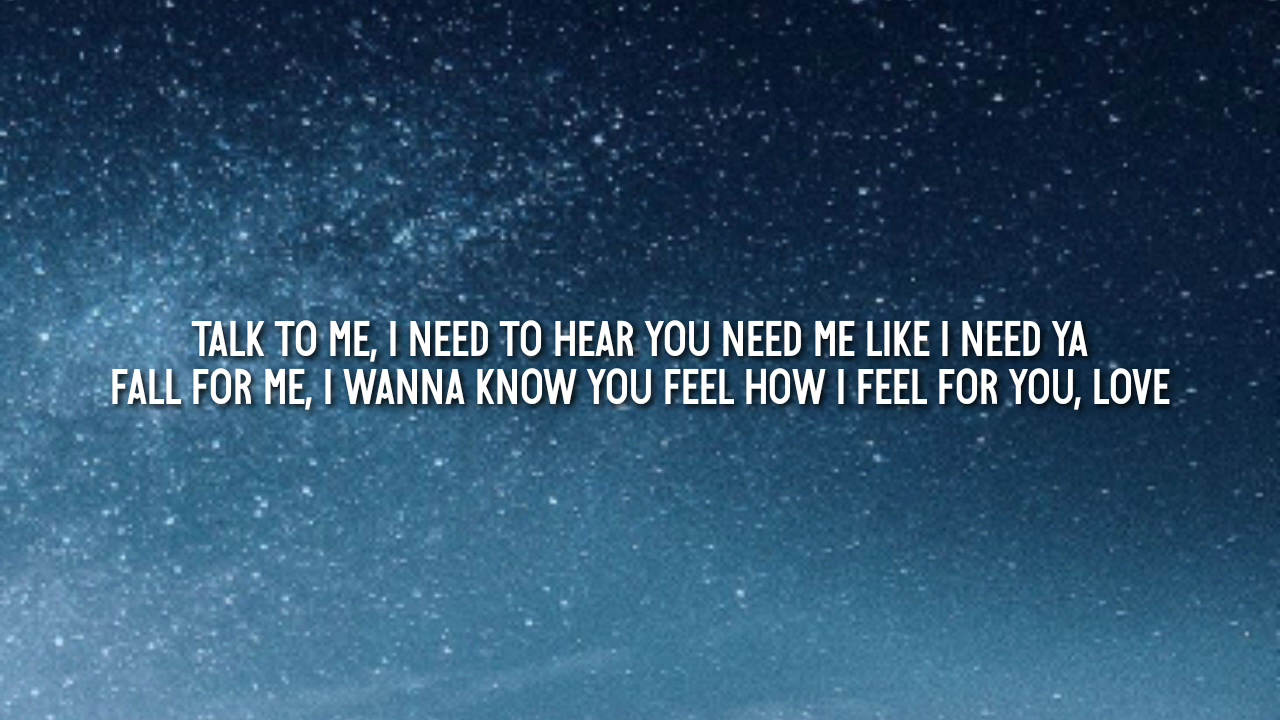 TALK TO ME, I NEED TO HEAR YOU NEED ME LIKE I NEED YA
FALL FOR ME, I WANNA KNOW YOU FEEL HOW I FEEL FOR YOU, LOVE